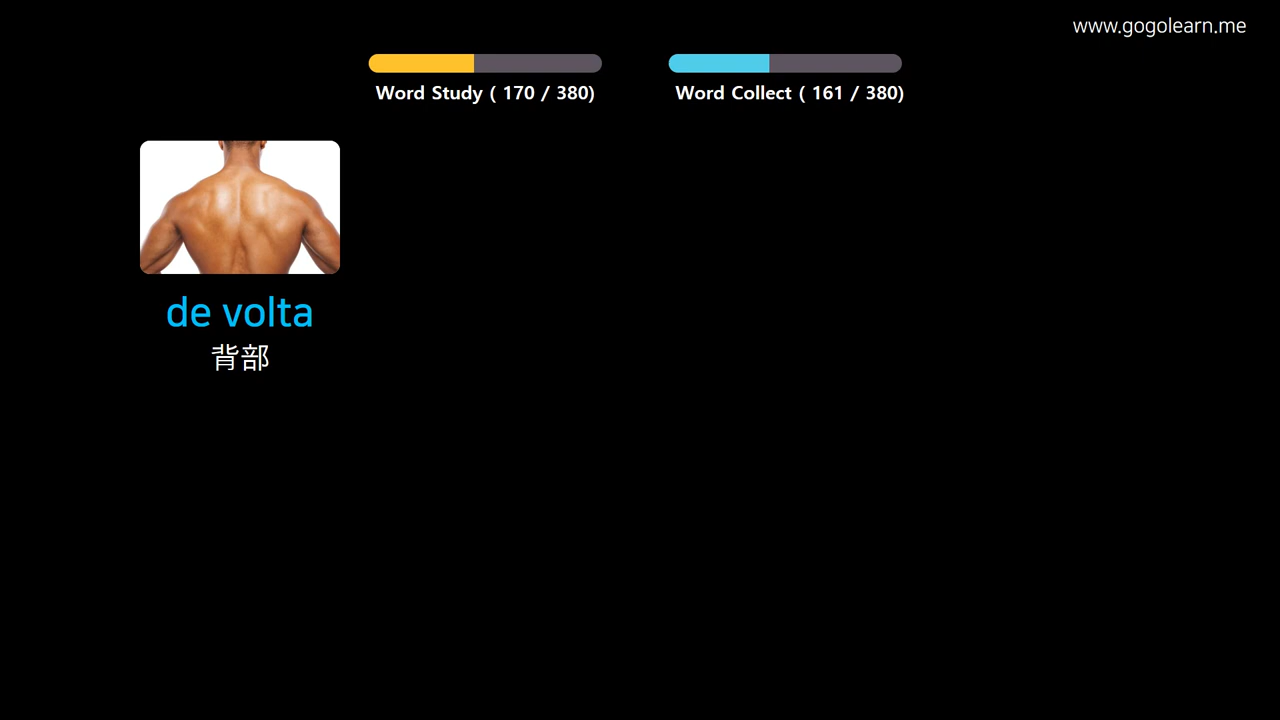 www.gogolearn.me
Word Study ( 170 / 380)
Word Collect ( 161 / 380)
de volta
背部